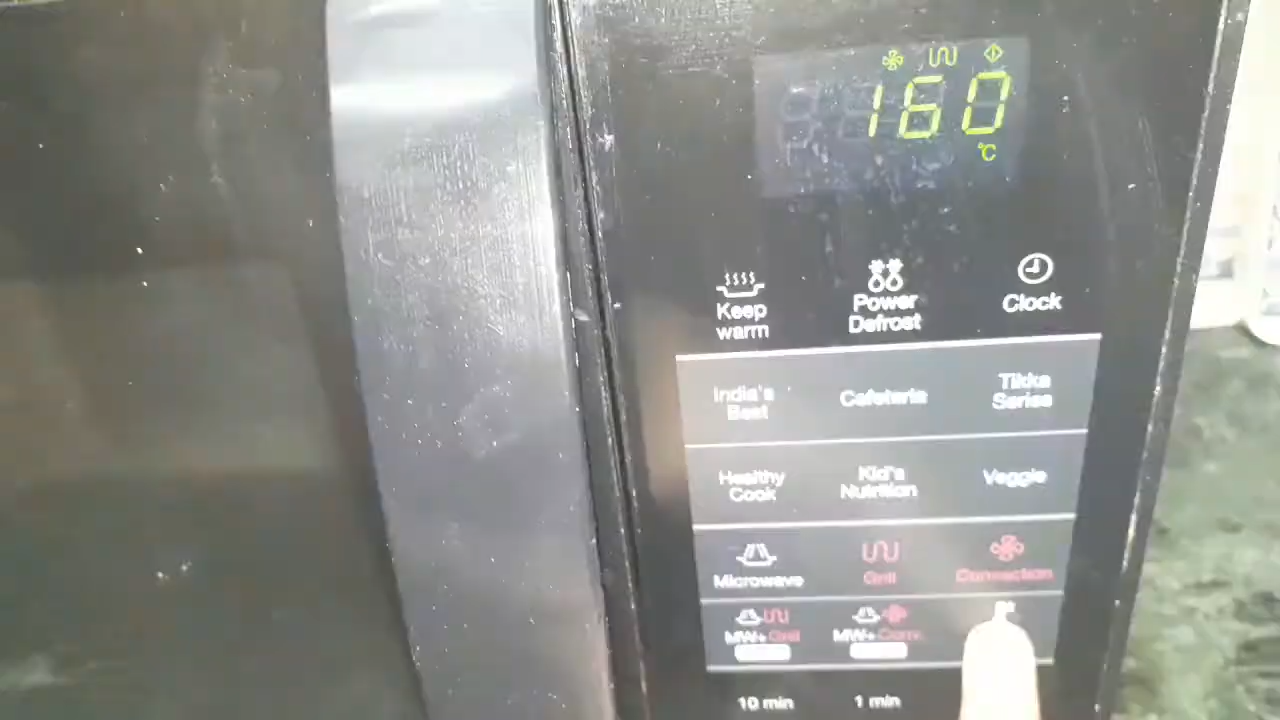 160
°C
Keep
warm
Power
Defrost
Clock
India's
Best
Cafeteria
Tikka
Series
Healthy
Cook
Kid's
Nutrition
Veggie
Microwave
Grill
Convection
MW+Grill
MW+Conv.
10 min
1 min